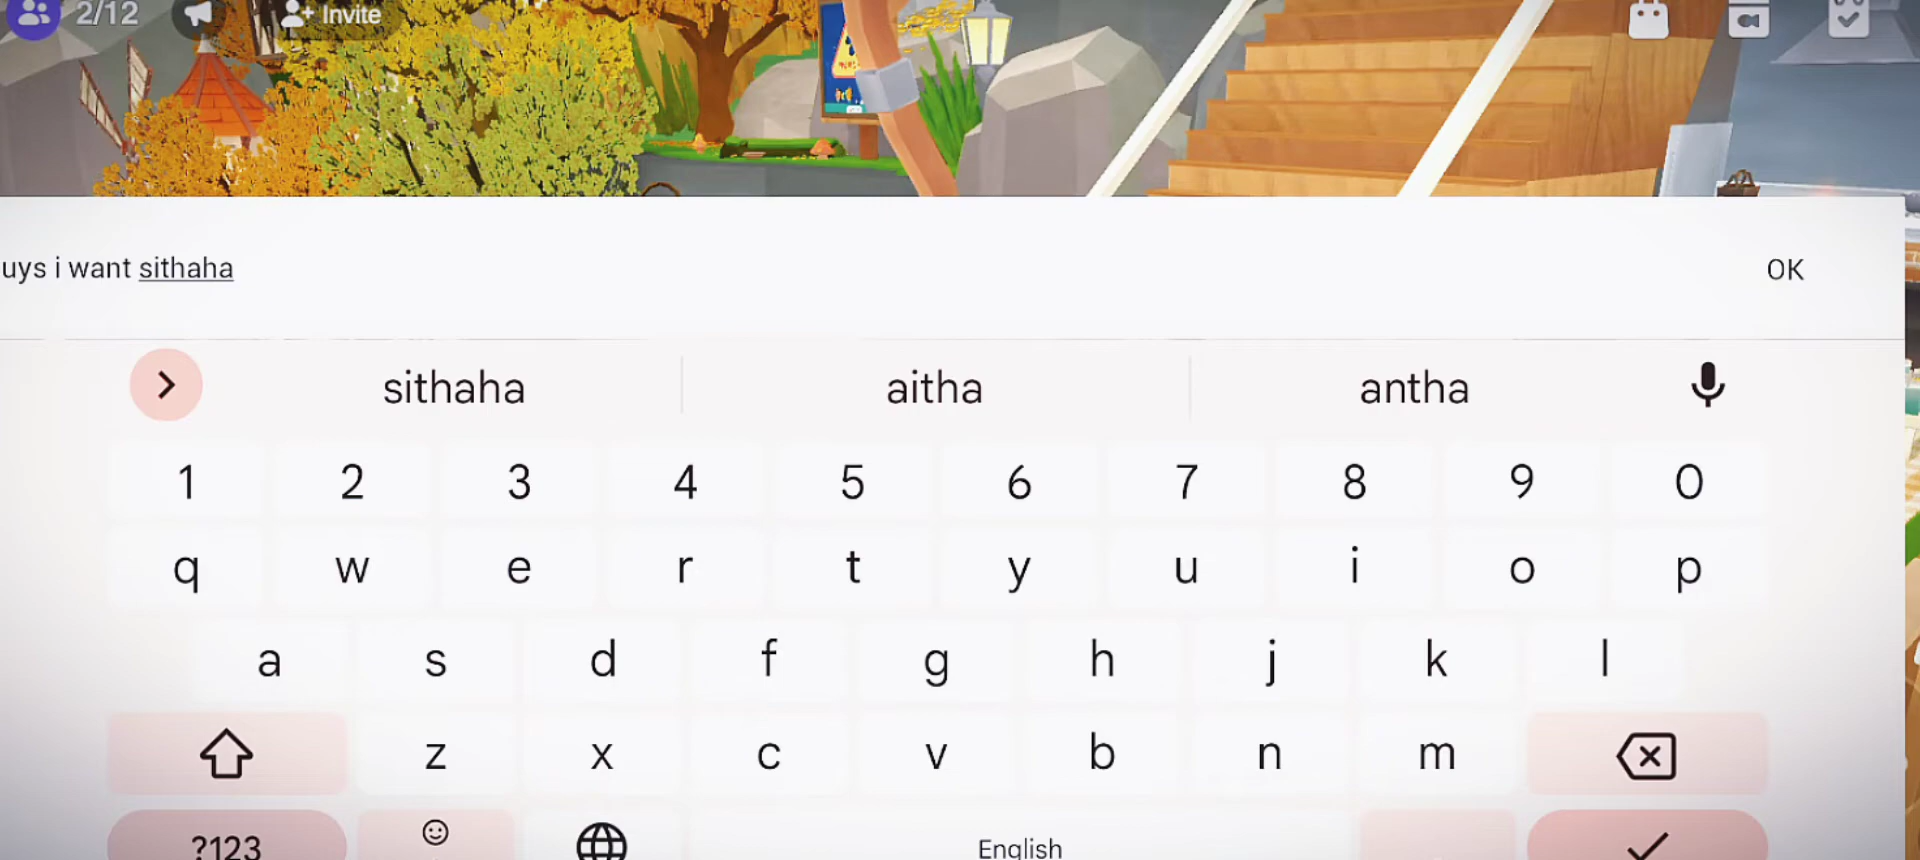 2/12 Invite
uys i want sithaha OK
sithaha aitha antha
1 2 3 4 5 6 7 8 9 0
q w e r t y u i o p
a s d f g h j k l
z x c v b n m
?123 English